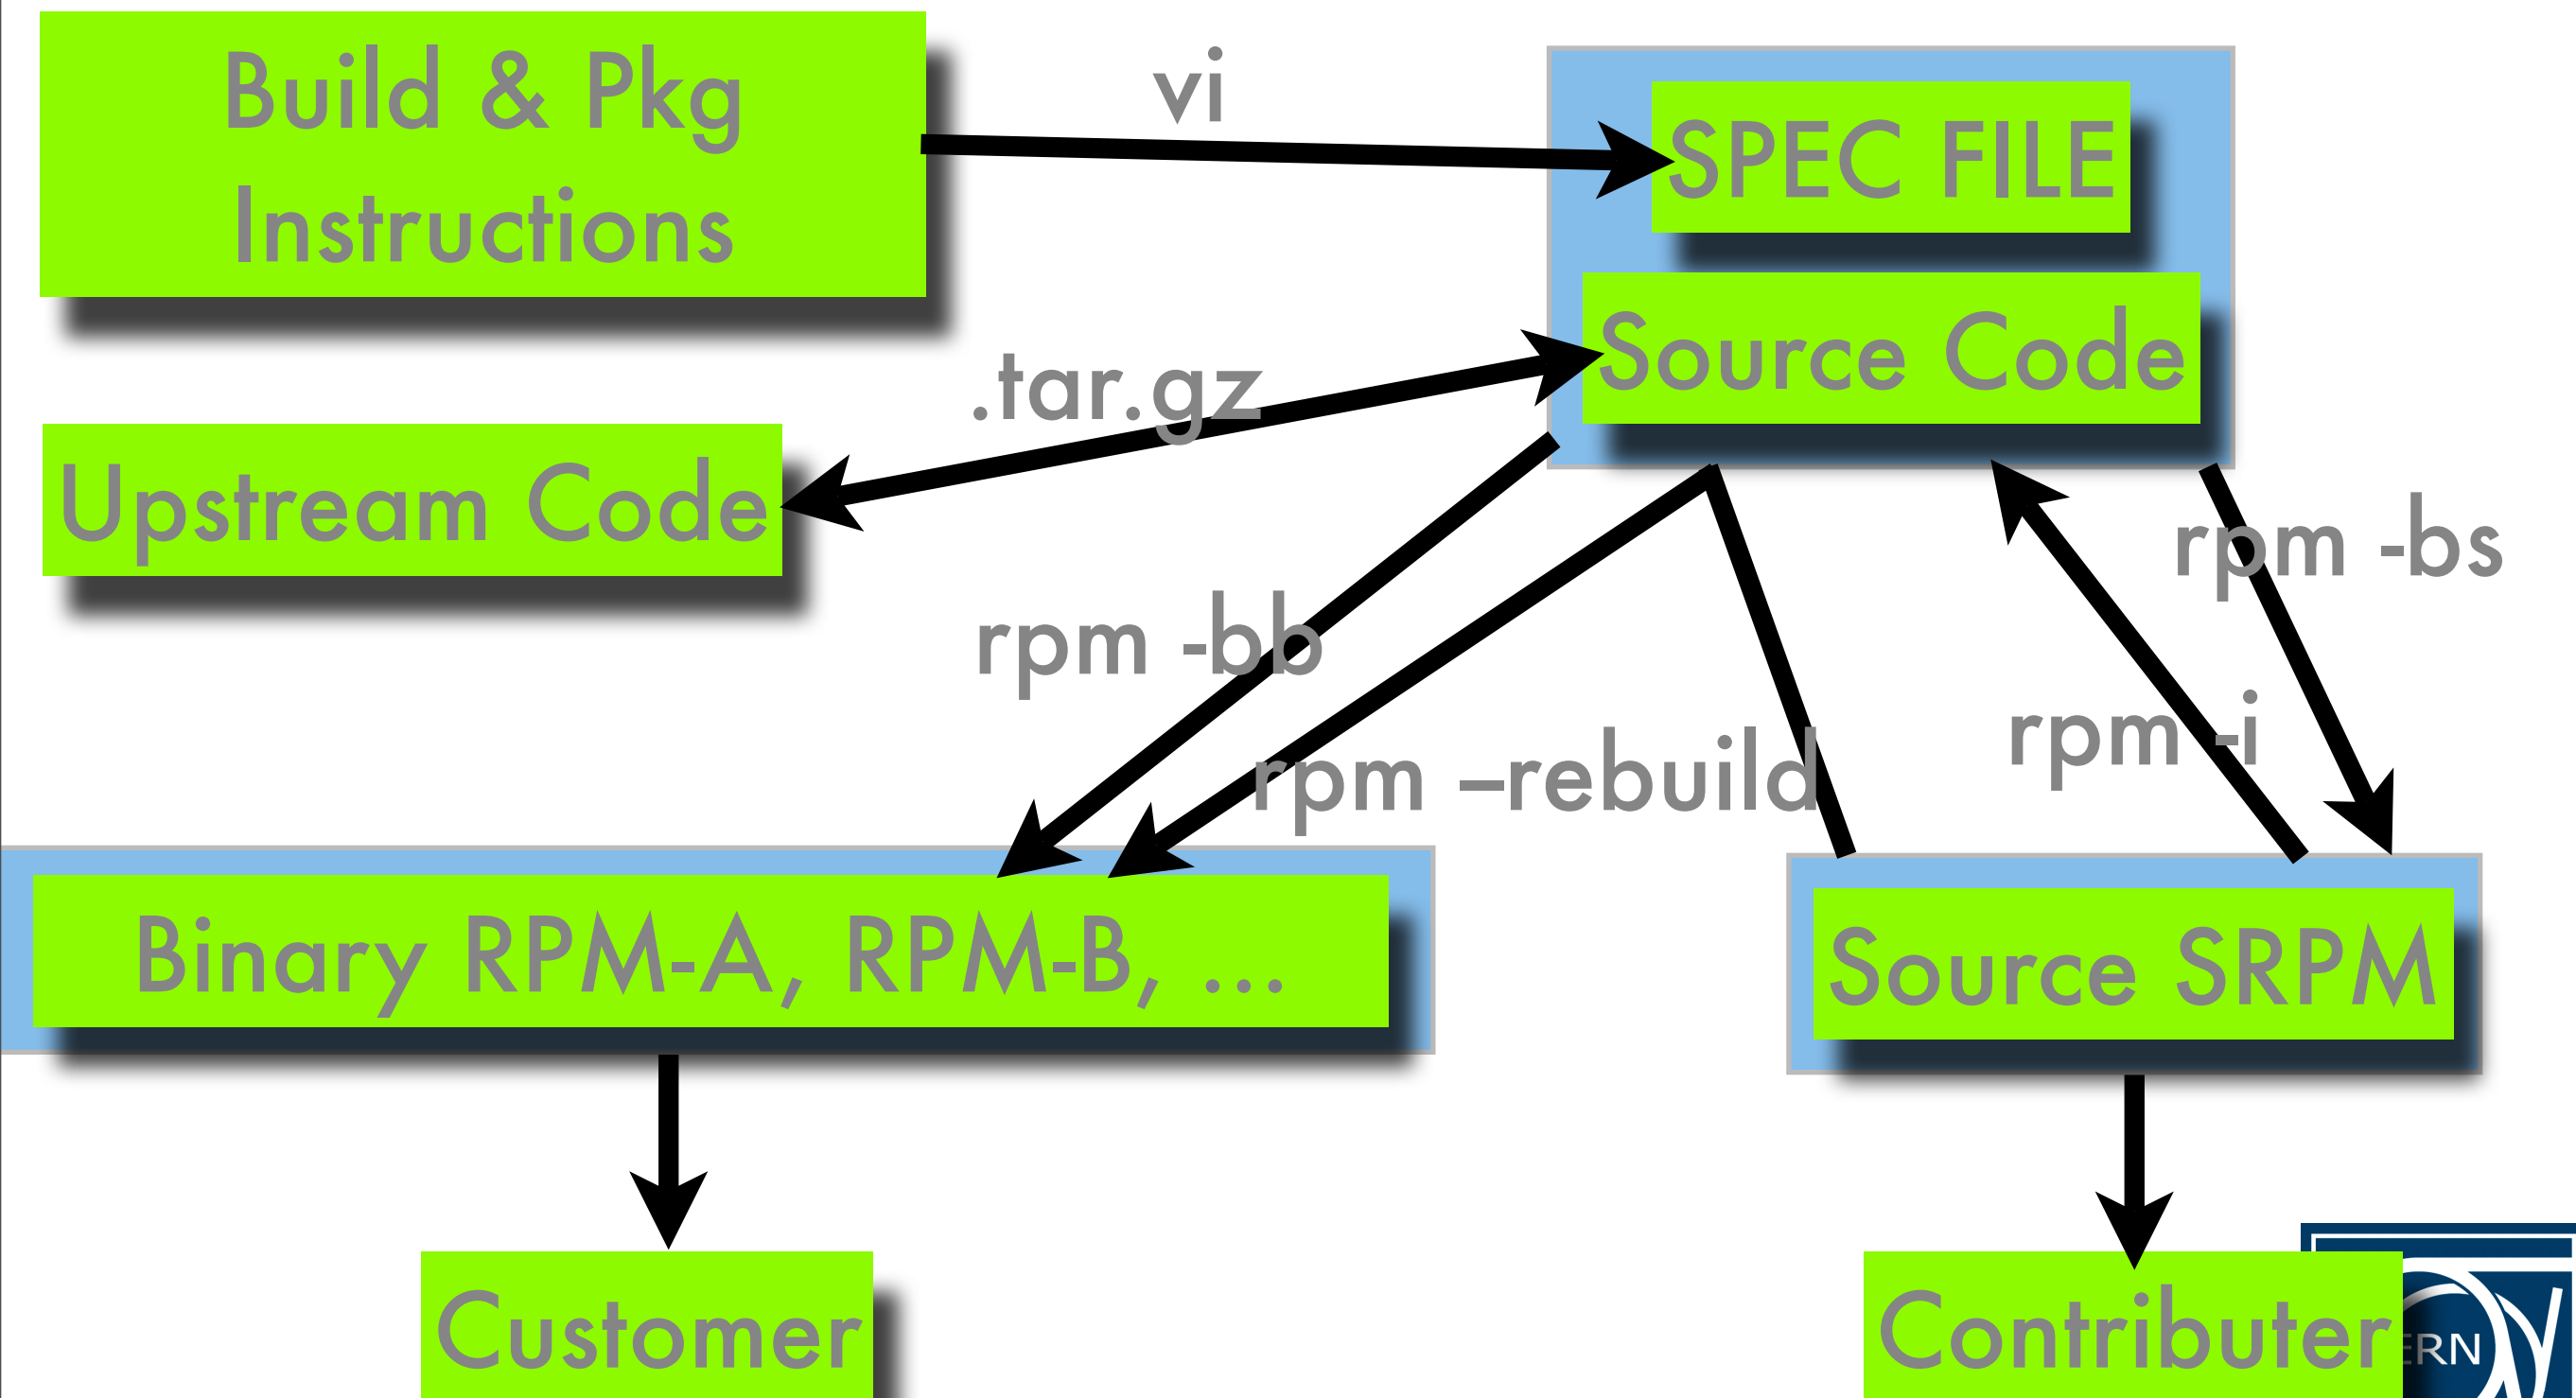 Build & Pkg
Instructions
vi
SPEC FILE
Source Code
.tar.gz
Upstream Code
rpm -bs
rpm -bb
rpm -i
rpm –rebuild
Binary RPM-A, RPM-B, ...
Source SRPM
Customer
Contributer